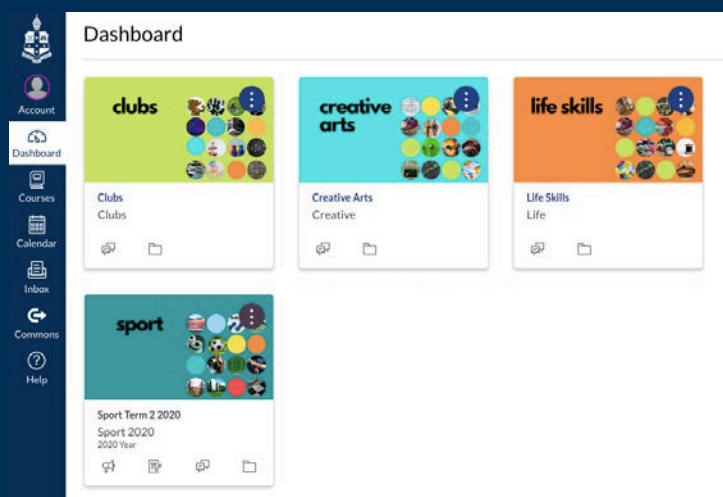 Dashboard
Account
Dashboard
Courses
Calendar
Inbox
Commons
Help
clubs
Clubs
Clubs
creative
arts
Creative Arts
Creative
life skills
Life Skills
Life
sport
Sport Term 2 2020
Sport 2020
2020 Year